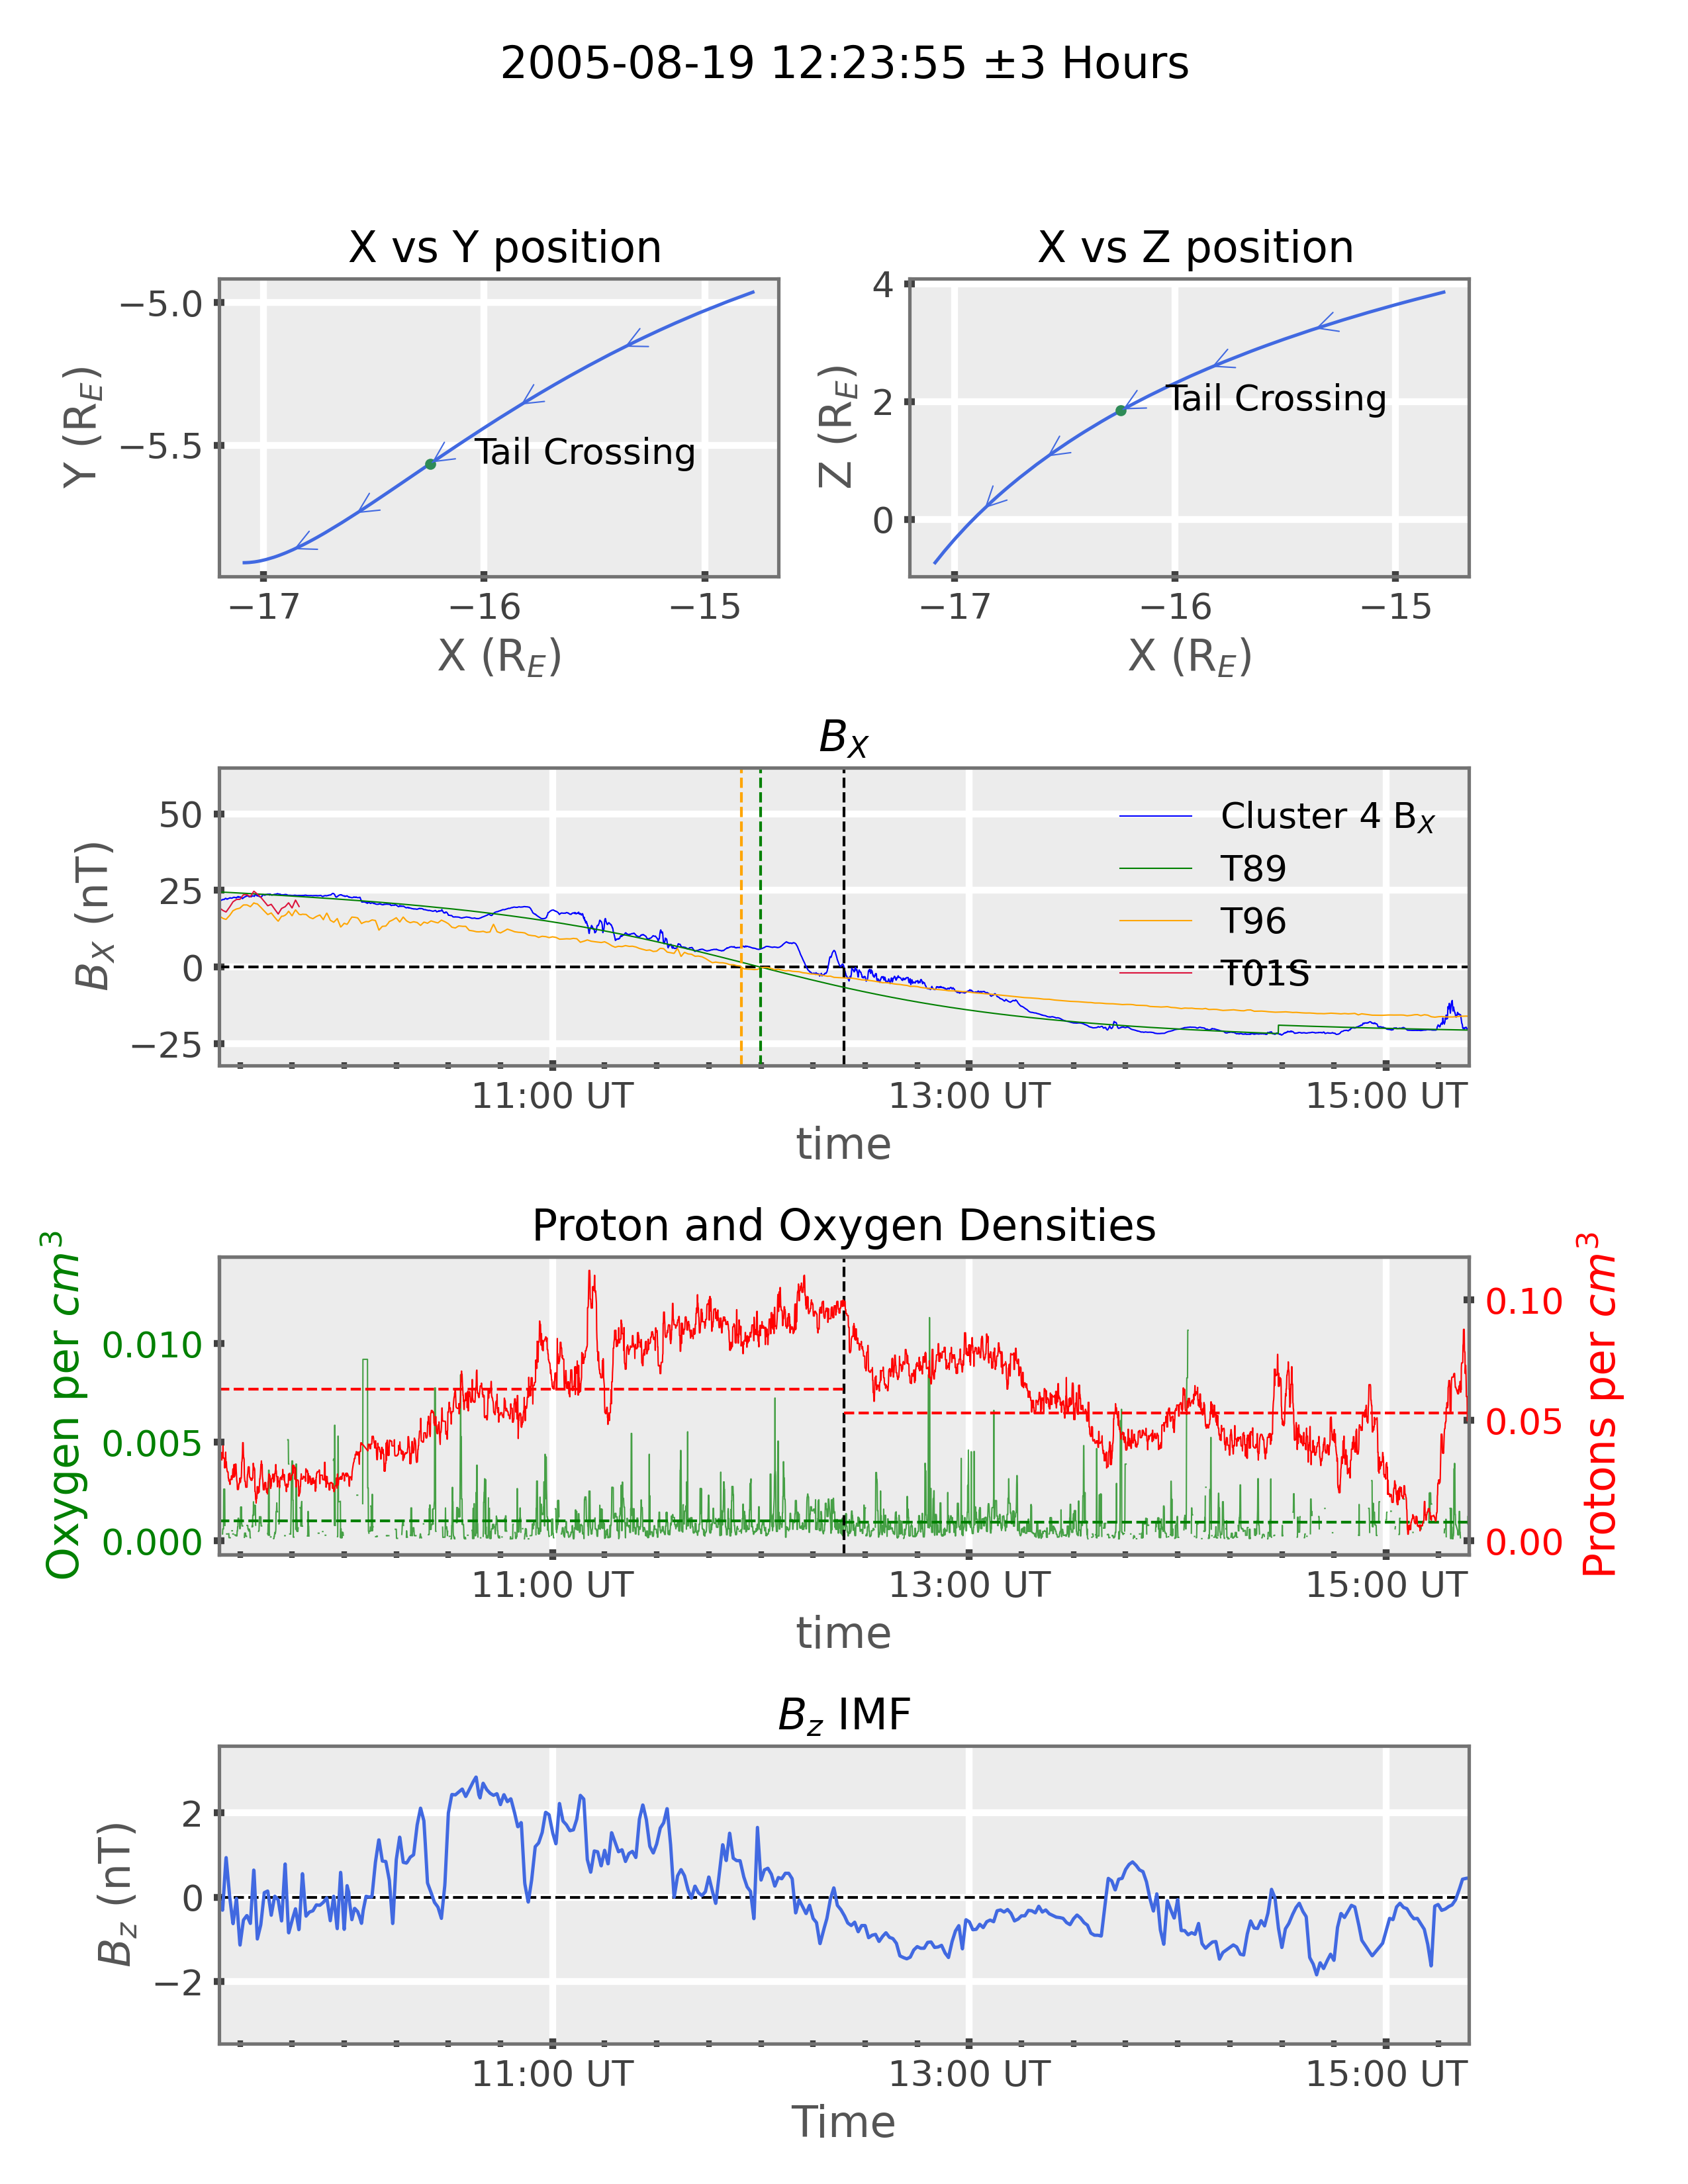 2005-08-19 12:23:55 ±3 Hours
X vs Y position
X vs Z position
−5.0
−5.5
Y (R_E)
Tail Crossing
−17 −16 −15
X (R_E)
4
2
0
Z (R_E)
Tail Crossing
−17 −16 −15
X (R_E)
B_X
50
25
0
−25
B_X (nT)
Cluster 4 B_X
T89
T96
T01S
11:00 UT 13:00 UT 15:00 UT
time
Proton and Oxygen Densities
Oxygen per cm³
0.010
0.005
0.000
0.10
0.05
0.00
Protons per cm³
11:00 UT 13:00 UT 15:00 UT
time
B_z IMF
2
0
−2
B_z (nT)
11:00 UT 13:00 UT 15:00 UT
Time